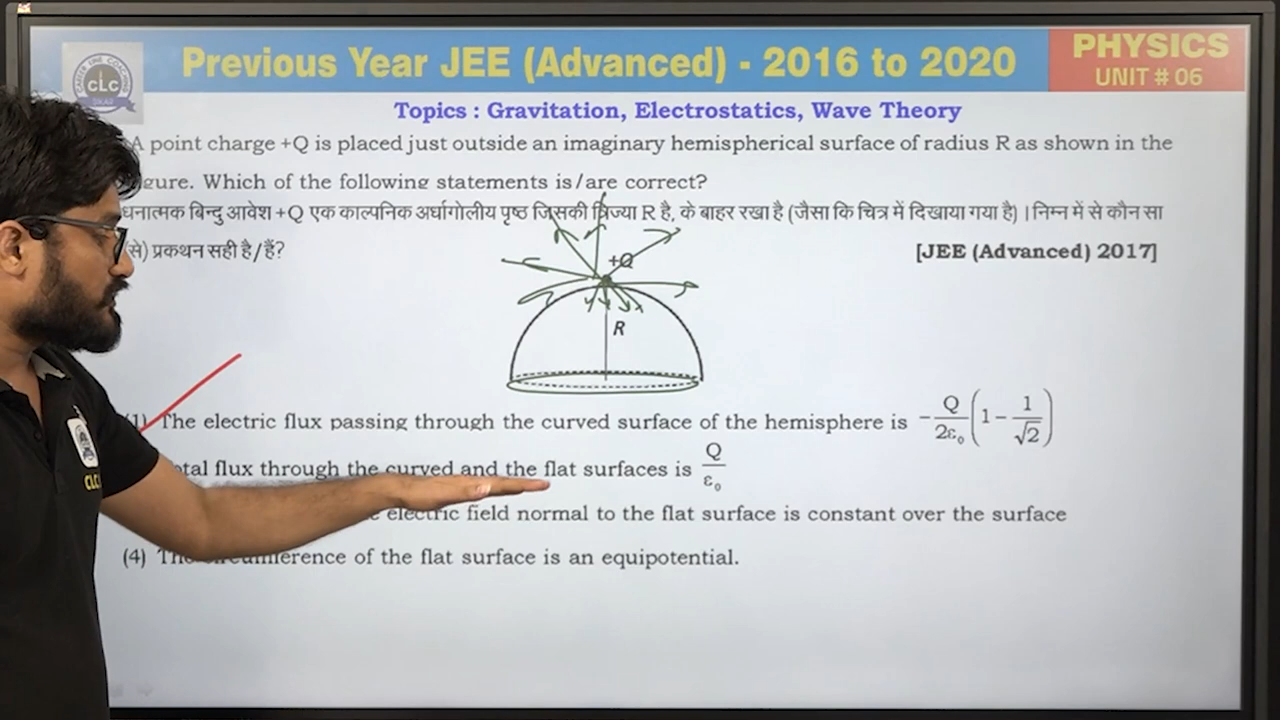 Previous Year JEE (Advanced) - 2016 to 2020
PHYSICS
UNIT # 06
CLC
Topics : Gravitation, Electrostatics, Wave Theory
A point charge +Q is placed just outside an imaginary hemispherical surface of radius R as shown in the
figure. Which of the following statements is/are correct?
धनात्मक बिन्दु आवेश +Q एक काल्पनिक अर्धगोलीय पृष्ठ जिसकी त्रिज्या R है, के बाहर रखा है (जैसा कि चित्र में दिखाया गया है) । निम्न में से कौन सा
(से) प्रकथन सही है/हैं?
[JEE (Advanced) 2017]
+Q
R
(1) The electric flux passing through the curved surface of the hemisphere is -Q/2ε₀(1-1/√2)
flux through the curved and the flat surfaces is Q/ε₀
electric field normal to the flat surface is constant over the surface
(4) The circumference of the flat surface is an equipotential.
CLC